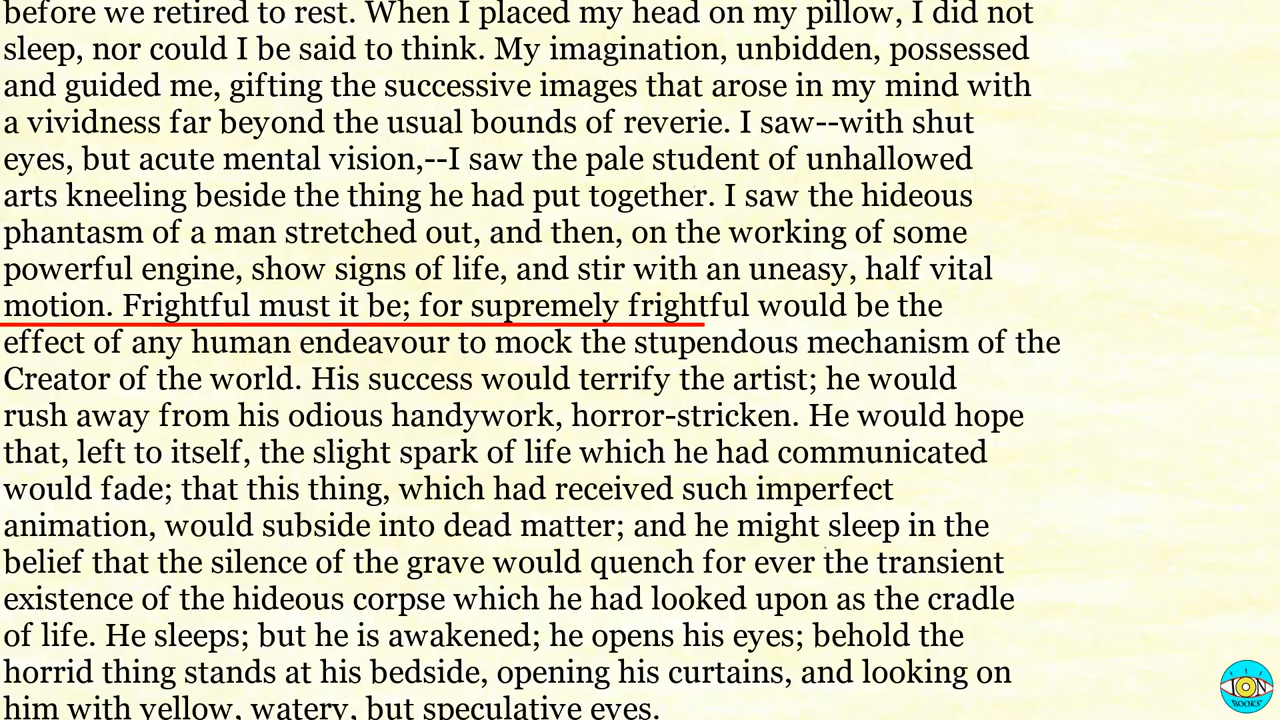 before we retired to rest. When I placed my head on my pillow, I did not
sleep, nor could I be said to think. My imagination, unbidden, possessed
and guided me, gifting the successive images that arose in my mind with
a vividness far beyond the usual bounds of reverie. I saw--with shut
eyes, but acute mental vision,--I saw the pale student of unhallowed
arts kneeling beside the thing he had put together. I saw the hideous
phantasm of a man stretched out, and then, on the working of some
powerful engine, show signs of life, and stir with an uneasy, half vital
motion. Frightful must it be; for supremely frightful would be the
effect of any human endeavour to mock the stupendous mechanism of the
Creator of the world. His success would terrify the artist; he would
rush away from his odious handywork, horror-stricken. He would hope
that, left to itself, the slight spark of life which he had communicated
would fade; that this thing, which had received such imperfect
animation, would subside into dead matter; and he might sleep in the
belief that the silence of the grave would quench for ever the transient
existence of the hideous corpse which he had looked upon as the cradle
of life. He sleeps; but he is awakened; he opens his eyes; behold the
horrid thing stands at his bedside, opening his curtains, and looking on
him with yellow, watery, but speculative eyes.
ION
BOOKS